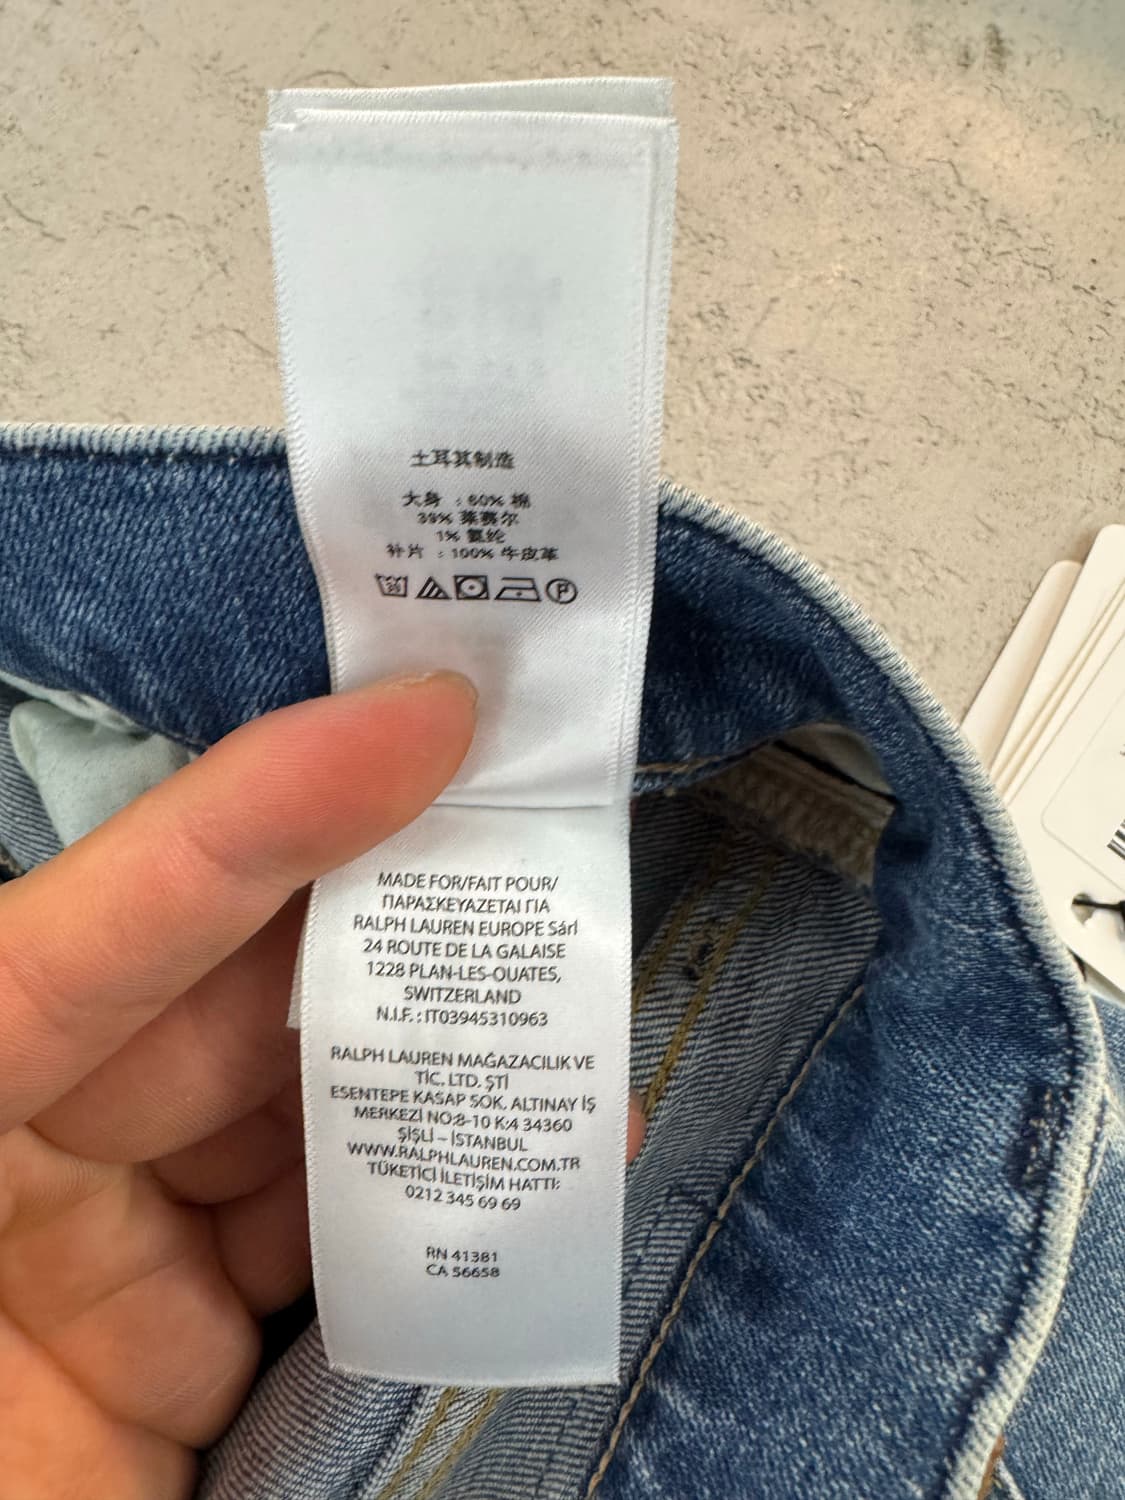 土耳其制造
大身 : 60% 棉
39% 莱赛尔
1% 氨纶
补片 : 100% 牛皮革
30
P
MADE FOR/FAIT POUR/
ΠΑΡΑΣΚΕΥΑΖΕΤΑΙ ΓΙΑ
RALPH LAUREN EUROPE Sárl
24 ROUTE DE LA GALAISE
1228 PLAN-LES-OUATES,
SWITZERLAND
N.I.F. : IT03945310963
RALPH LAUREN MAĞAZACILIK VE
TİC. LTD. ŞTİ
ESENTEPE KASAP SOK. ALTINAY İŞ
MERKEZİ NO:8-10 K:4 34360
ŞİŞLİ – İSTANBUL
WWW.RALPHLAUREN.COM.TR
TÜKETİCİ İLETİŞİM HATTI:
0212 345 69 69
RN 41381
CA 56658